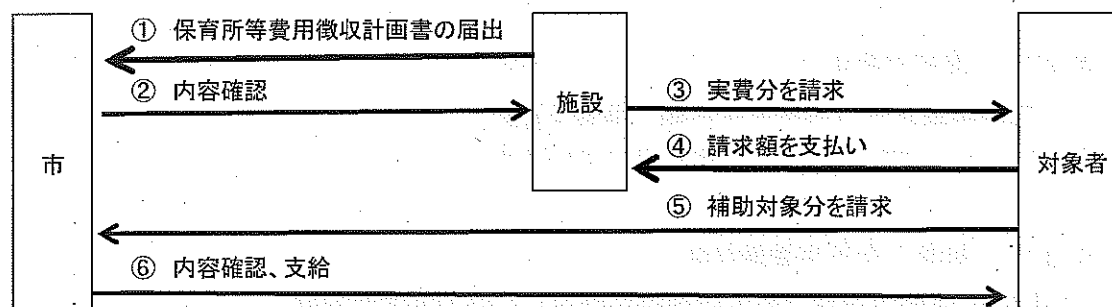 ① 保育所等費用徴収計画書の届出
② 内容確認
施設
③ 実費分を請求
④ 請求額を支払い
市
対象者
⑤ 補助対象分を請求
⑥ 内容確認、支給